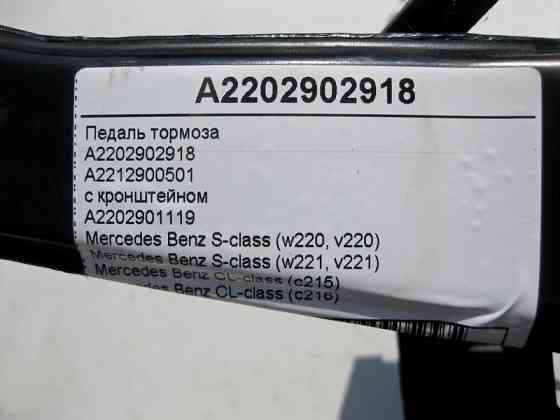 A2202902918
Педаль тормоза
A2202902918
A2212900501
с кронштейном
A2202901119
Mercedes Benz S-class (w220, v220)
Mercedes Benz S-class (w221, v221)
Mercedes Benz CL-class (c215)
Mercedes Benz CL-class (c216)